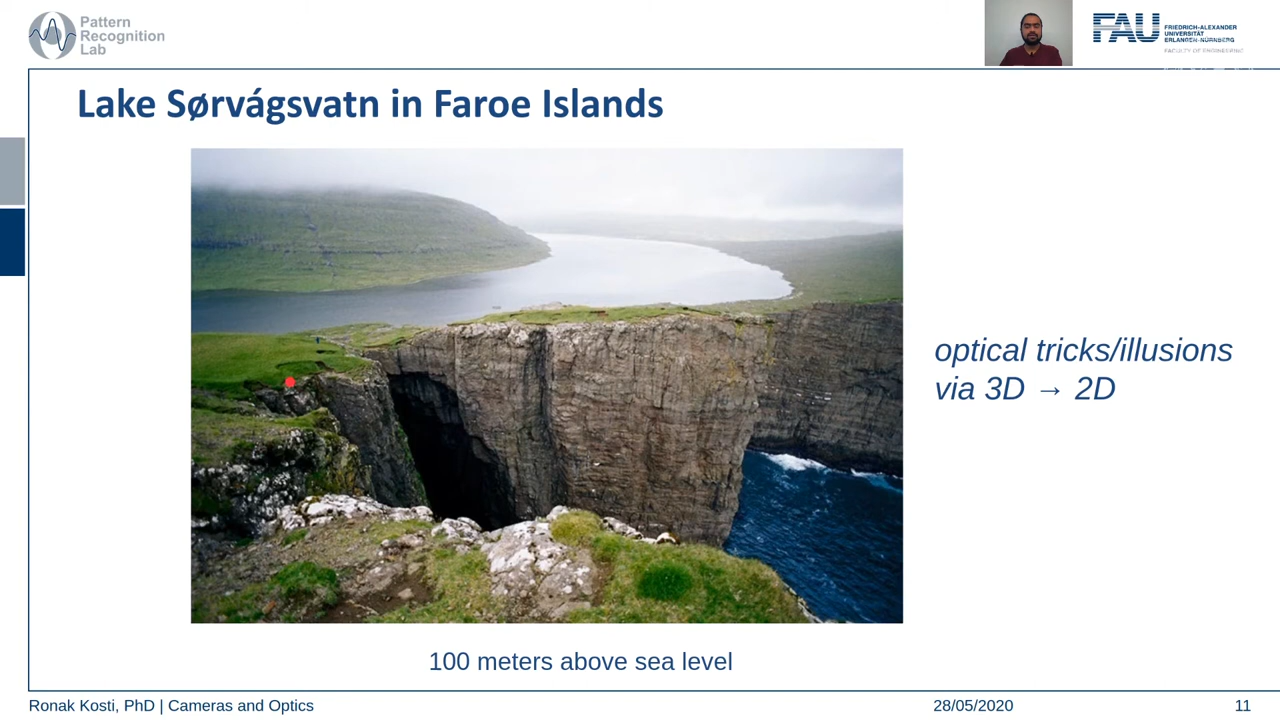 Pattern
Recognition
Lab
FAU
FRIEDRICH-ALEXANDER
UNIVERSITÄT
ERLANGEN-NÜRNBERG
FACULTY OF ENGINEERING
Lake Sørvágsvatn in Faroe Islands
optical tricks/illusions
via 3D → 2D
100 meters above sea level
Ronak Kosti, PhD | Cameras and Optics
28/05/2020
11